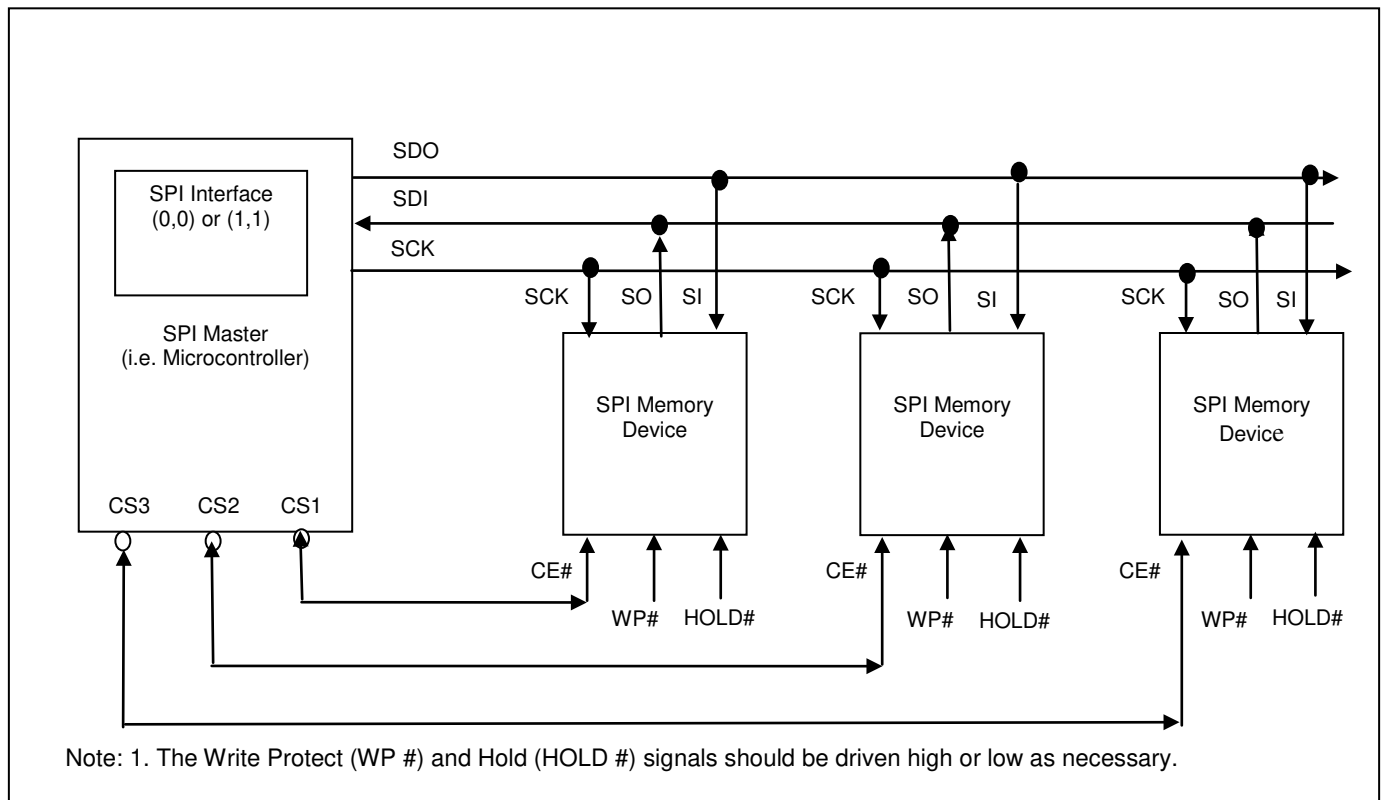 SDO
SPI Interface
(0,0) or (1,1)
SDI
SCK
SCK SO SI SCK SO SI SCK SO SI
SPI Master
(i.e. Microcontroller)
SPI Memory
Device
SPI Memory
Device
SPI Memory
Device
CS3 CS2 CS1
CE# CE# CE#
WP# HOLD# WP# HOLD# WP# HOLD#
Note: 1. The Write Protect (WP #) and Hold (HOLD #) signals should be driven high or low as necessary.